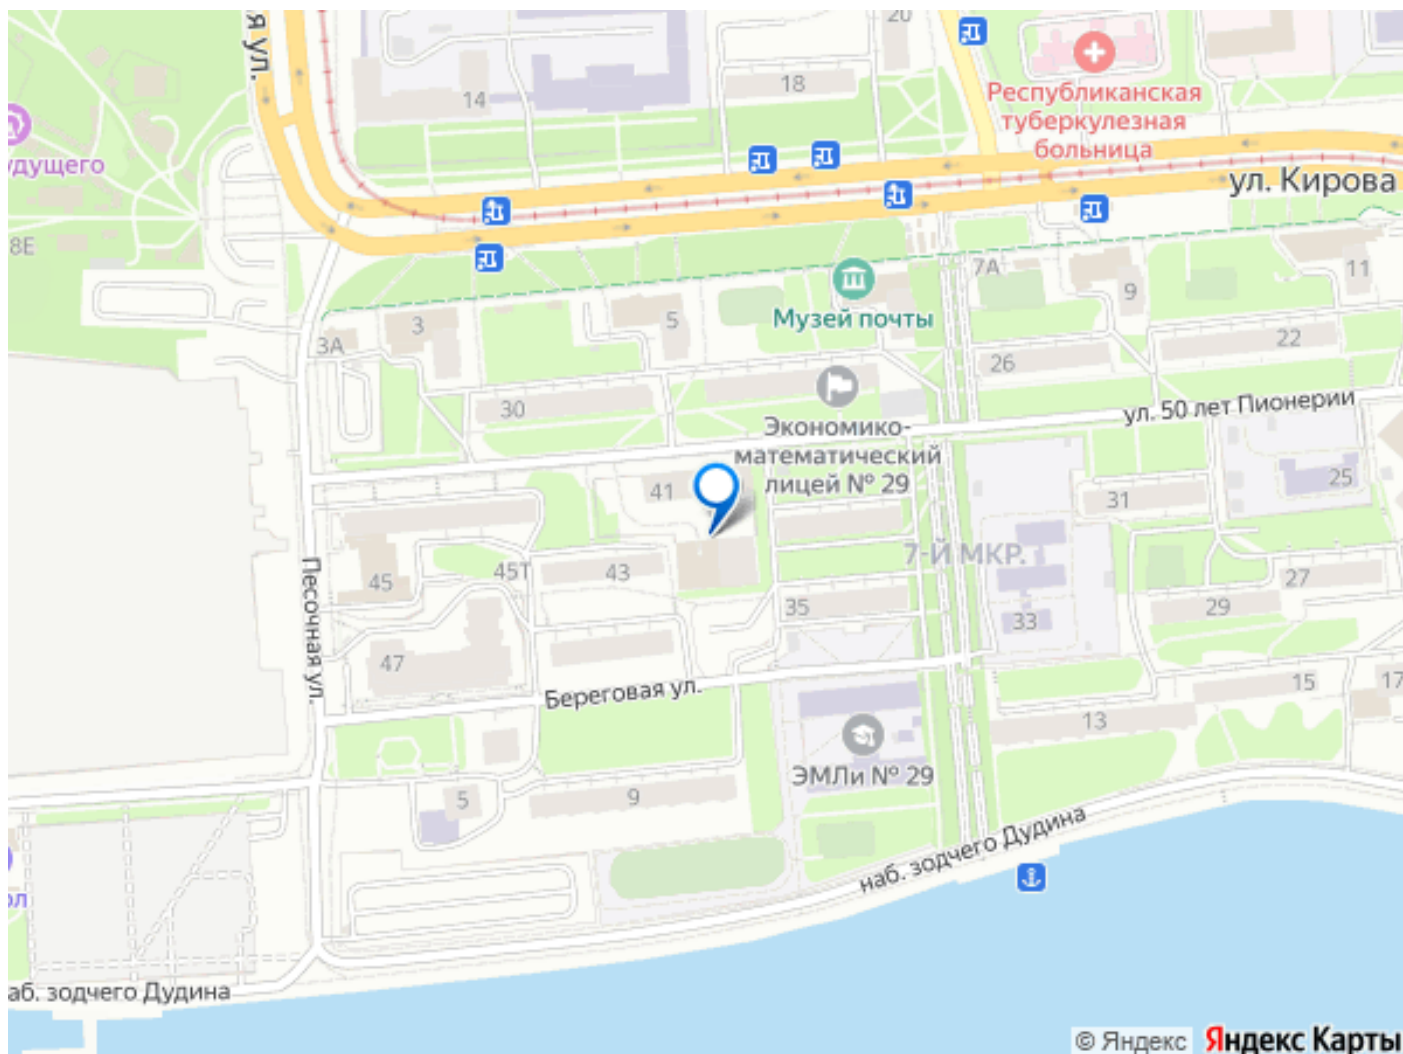 я ул.
20
18
14
Республиканская
туберкулезная
больница
удущего
ул. Кирова
8Е
7А
11
9
Музей почты
3
5
3А
22
26
30
ул. 50 лет Пионерии
Экономико-
математический
лицей № 29
41
25
31
7-Й МКР.
45Т
43
45
27
35
29
33
Песочная ул.
47
Береговая ул.
15
17
13
ЭМЛи № 29
5
9
наб. зодчего Дудина
ол
аб. зодчего Дудина
© Яндекс Яндекс Карты